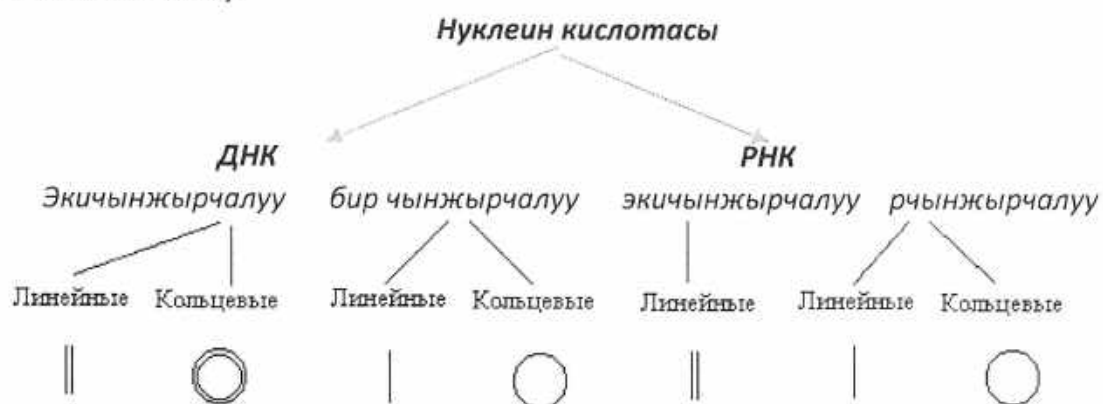 Нуклеин кислотасы
ДНК РНК
Экичынжырчалуу бир чынжырчалуу экичынжырчалуу рчынжырчалуу
Линейные Кольцевые Линейные Кольцевые Линейные Линейные Кольцевые